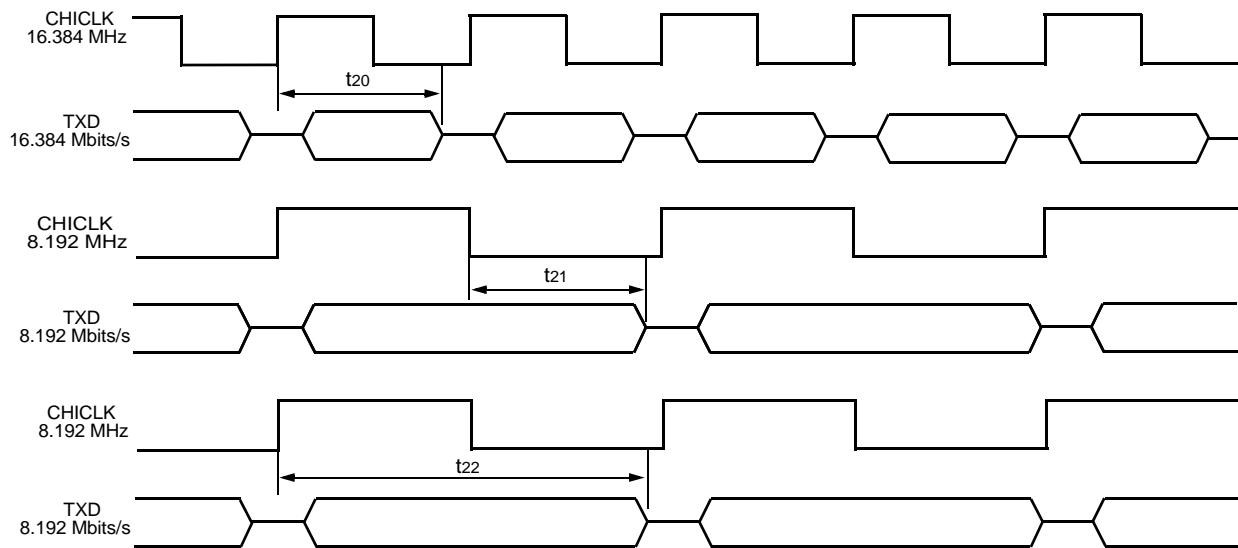 CHICLK
16.384 MHz
t20
TXD
16.384 Mbits/s
CHICLK
8.192 MHz
t21
TXD
8.192 Mbits/s
CHICLK
8.192 MHz
t22
TXD
8.192 Mbits/s